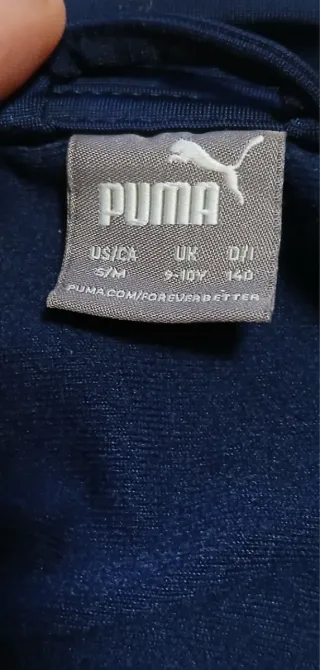 PUMA
US/CA UK D/I
S/M 9-10Y 140
PUMA.COM/FOREVERBETTER